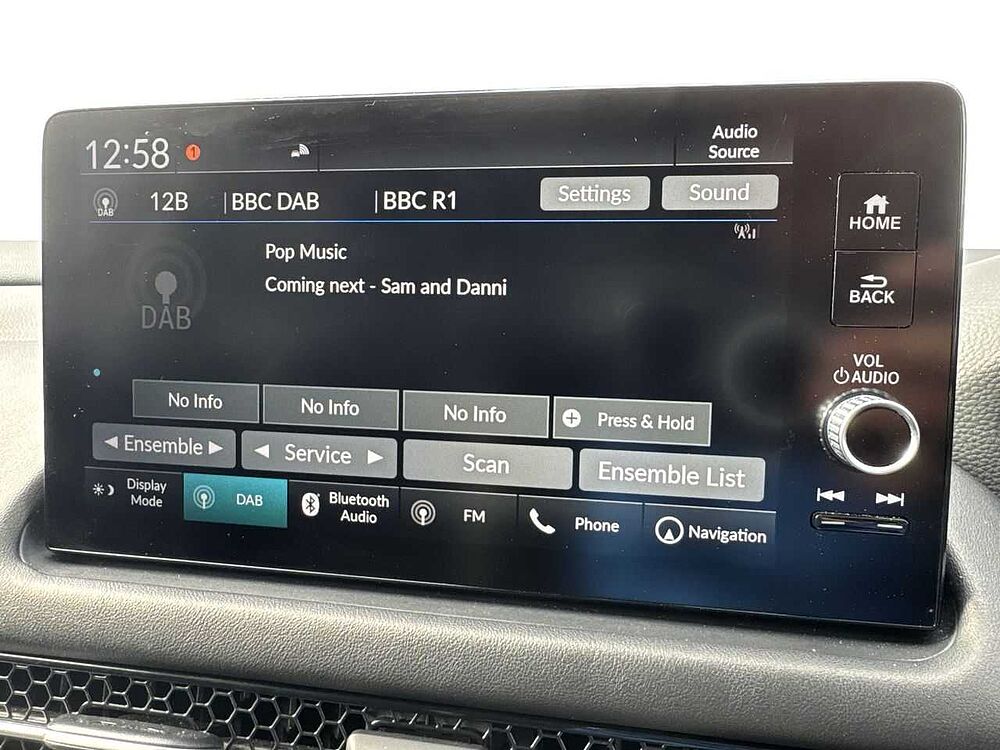 12:58
1
Audio
Source
DAB
12B
BBC DAB
BBC R1
Settings
Sound
HOME
Pop Music
Coming next - Sam and Danni
DAB
BACK
VOL
AUDIO
No Info
No Info
No Info
Press & Hold
Ensemble
Service
Scan
Ensemble List
Display
Mode
DAB
Bluetooth
Audio
FM
Phone
Navigation